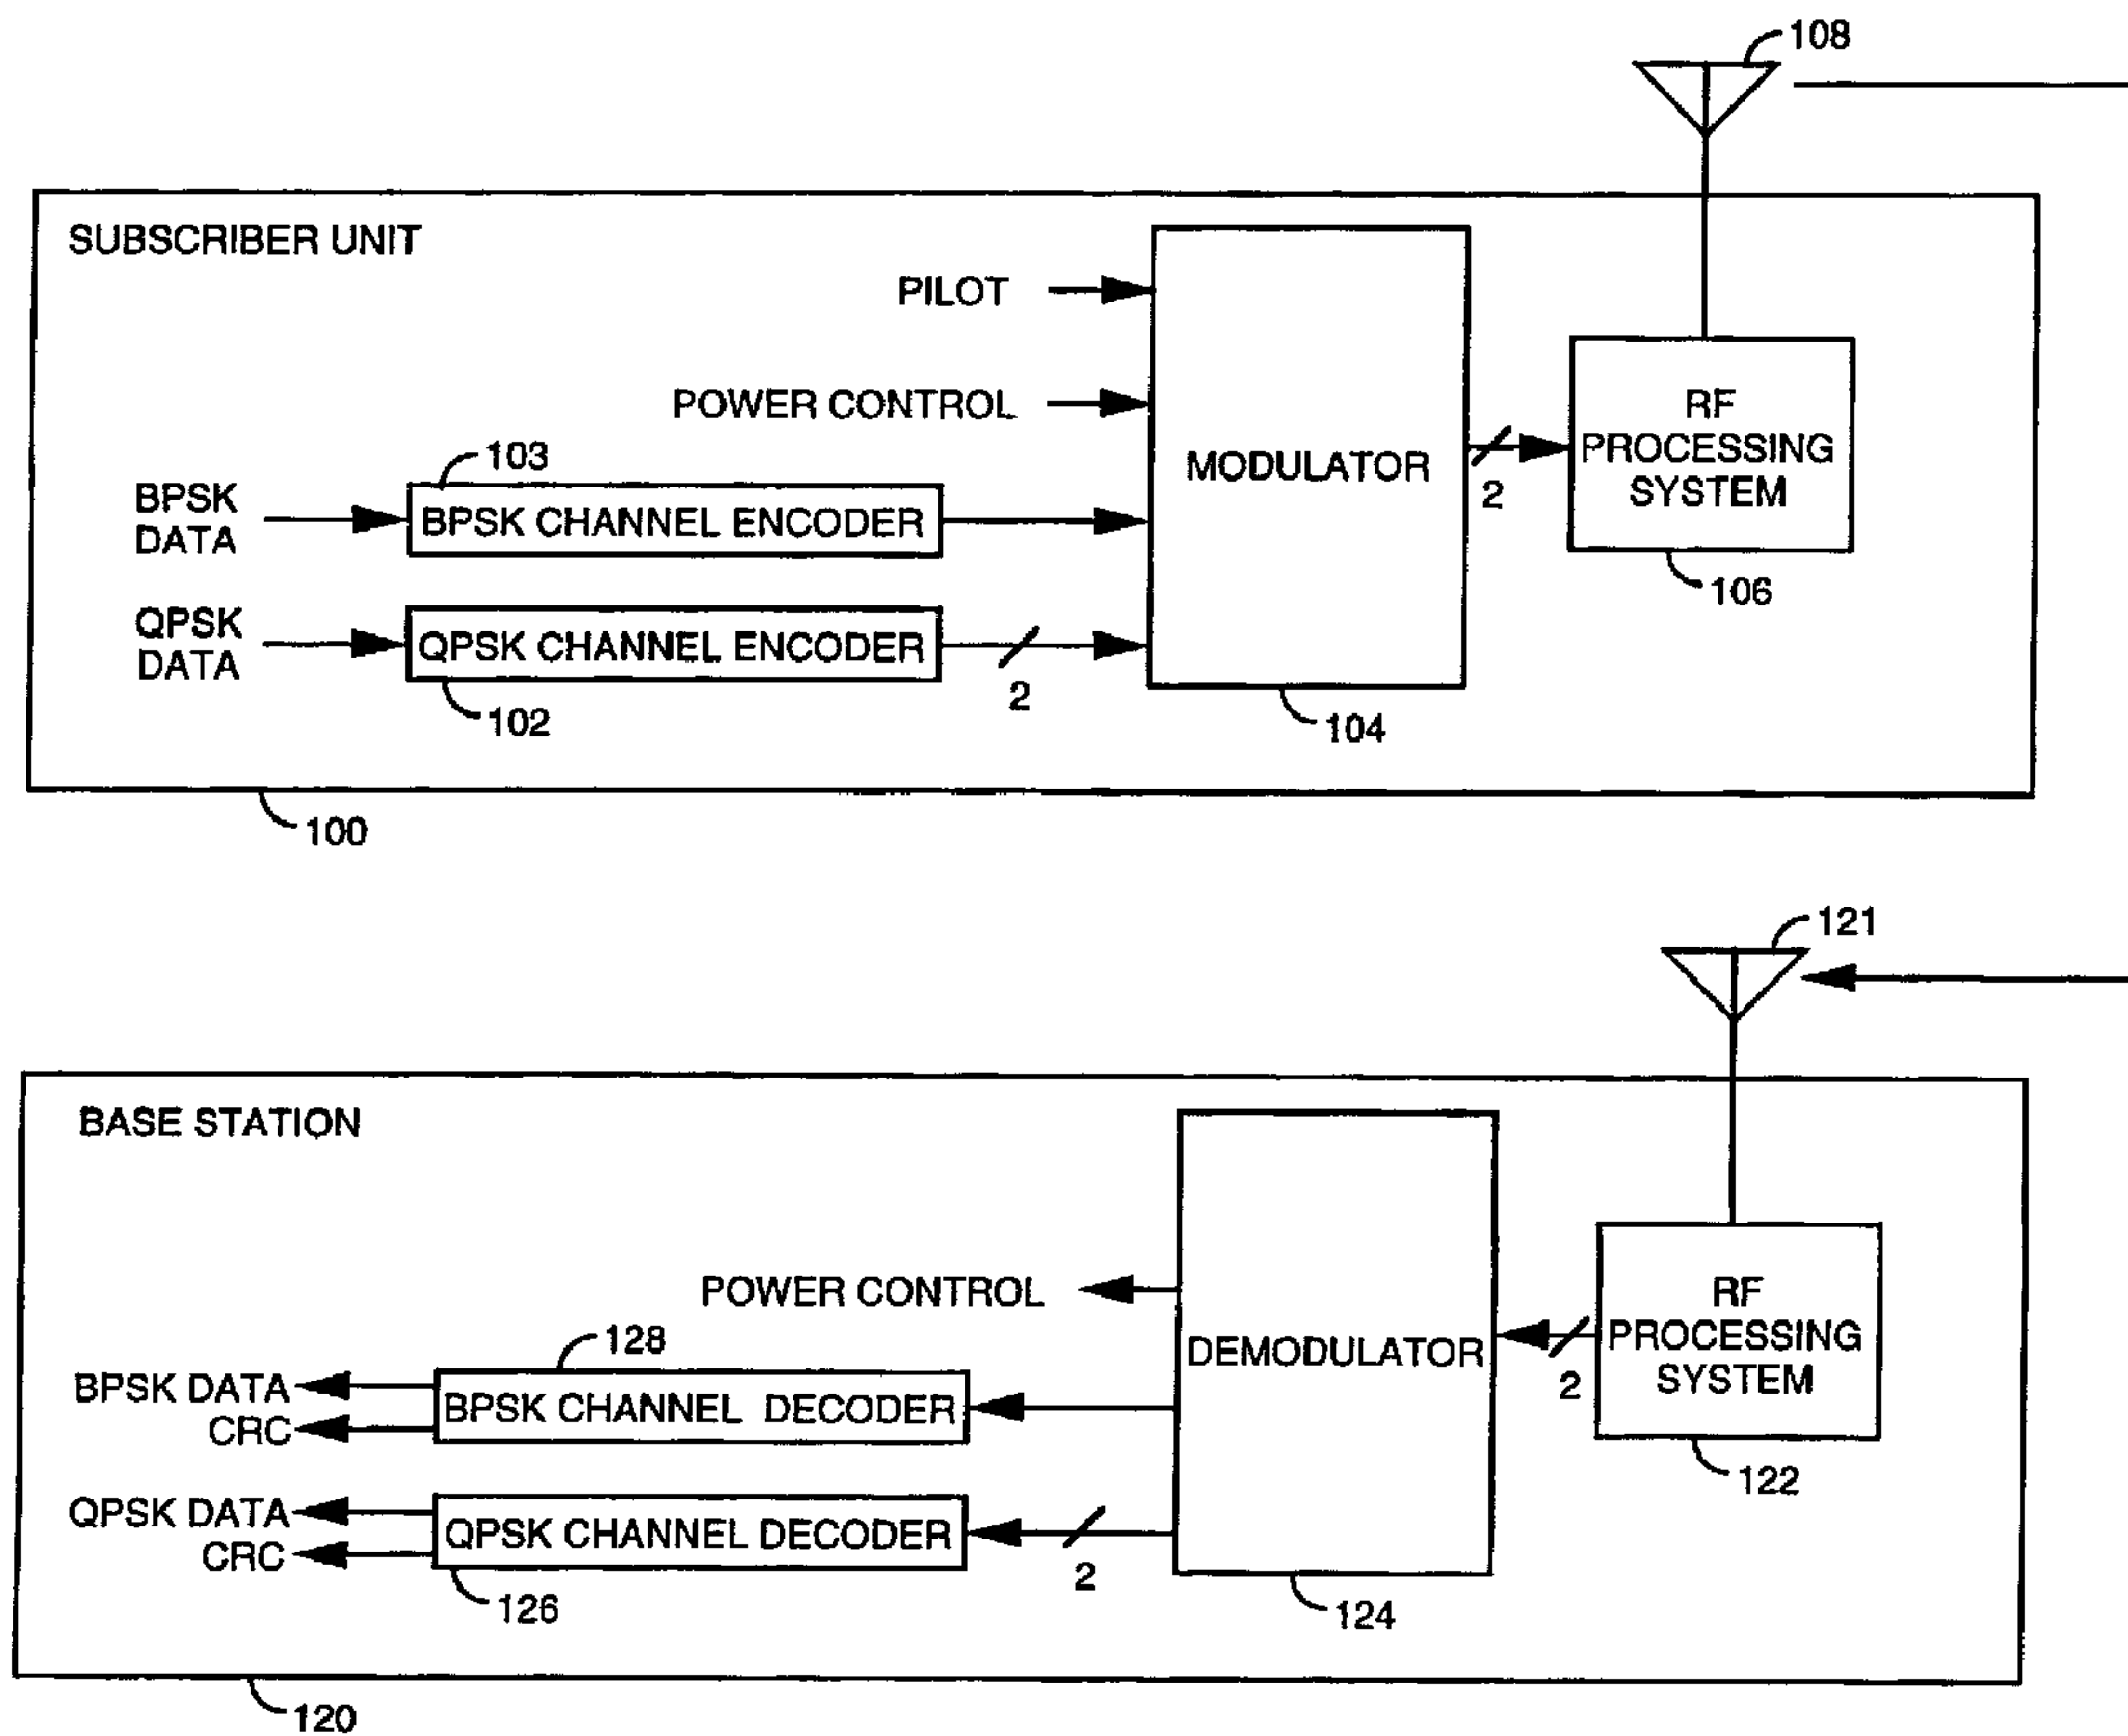 108
SUBSCRIBER UNIT
PILOT
POWER CONTROL
103
BPSK
DATA
BPSK CHANNEL ENCODER
QPSK
DATA
QPSK CHANNEL ENCODER
2
102
MODULATOR
104
2
RF
PROCESSING
SYSTEM
106
100
121
BASE STATION
POWER CONTROL
128
BPSK DATA
CRC
BPSK CHANNEL DECODER
QPSK DATA
CRC
QPSK CHANNEL DECODER
2
126
DEMODULATOR
124
2
RF
PROCESSING
SYSTEM
122
120